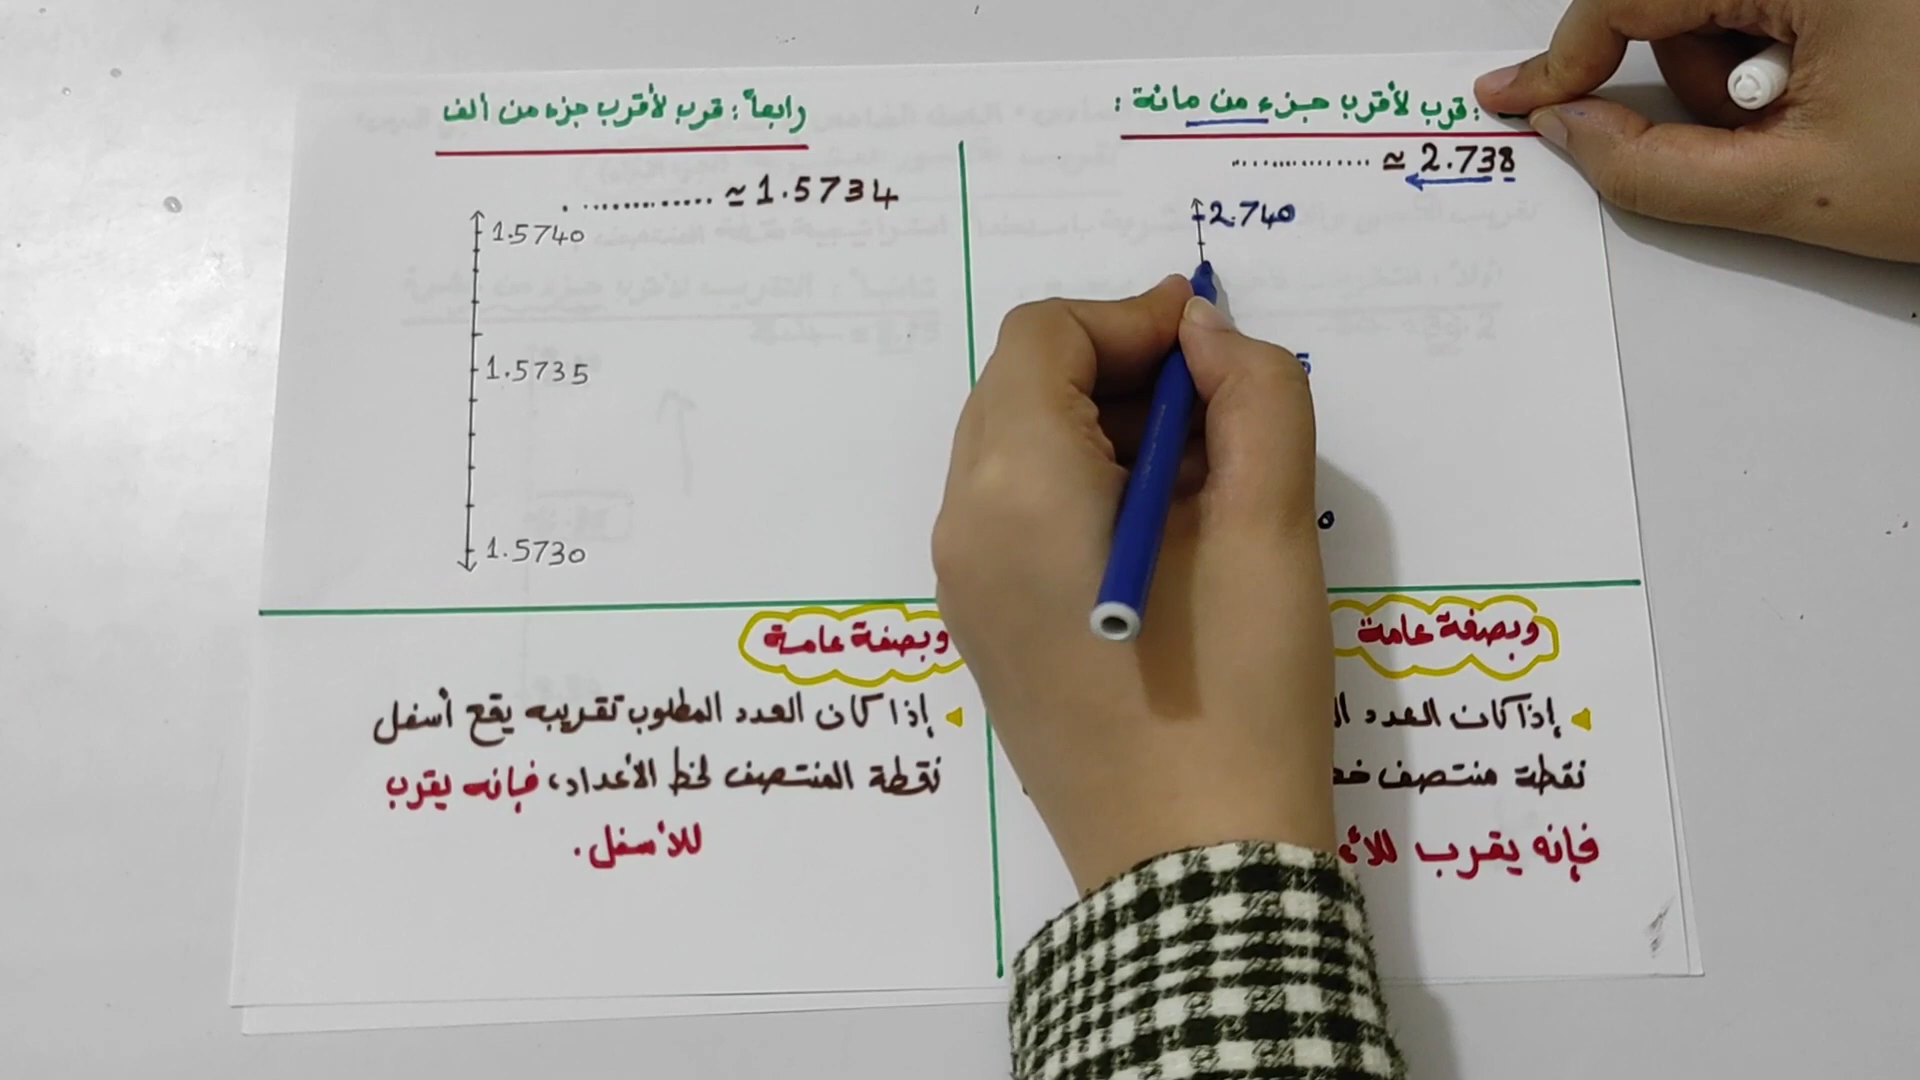 : قرب لأقرب جزء من مائة :
2.738 ≃ ..............
2.740
وبصفة عامة
إذا كان العدد
نقطة منتصف
فإنه يقرب
رابعاً : قرب لأقرب جزء من ألف
1.5734 ≃ ..............
1.5740
1.5735
1.5730
وبصفة عامة
إذا كان العدد المطلوب تقريبه يقع أسفل
نقطة المنتصف لخط الأعداد، فإنه يقرب
للأسفل.